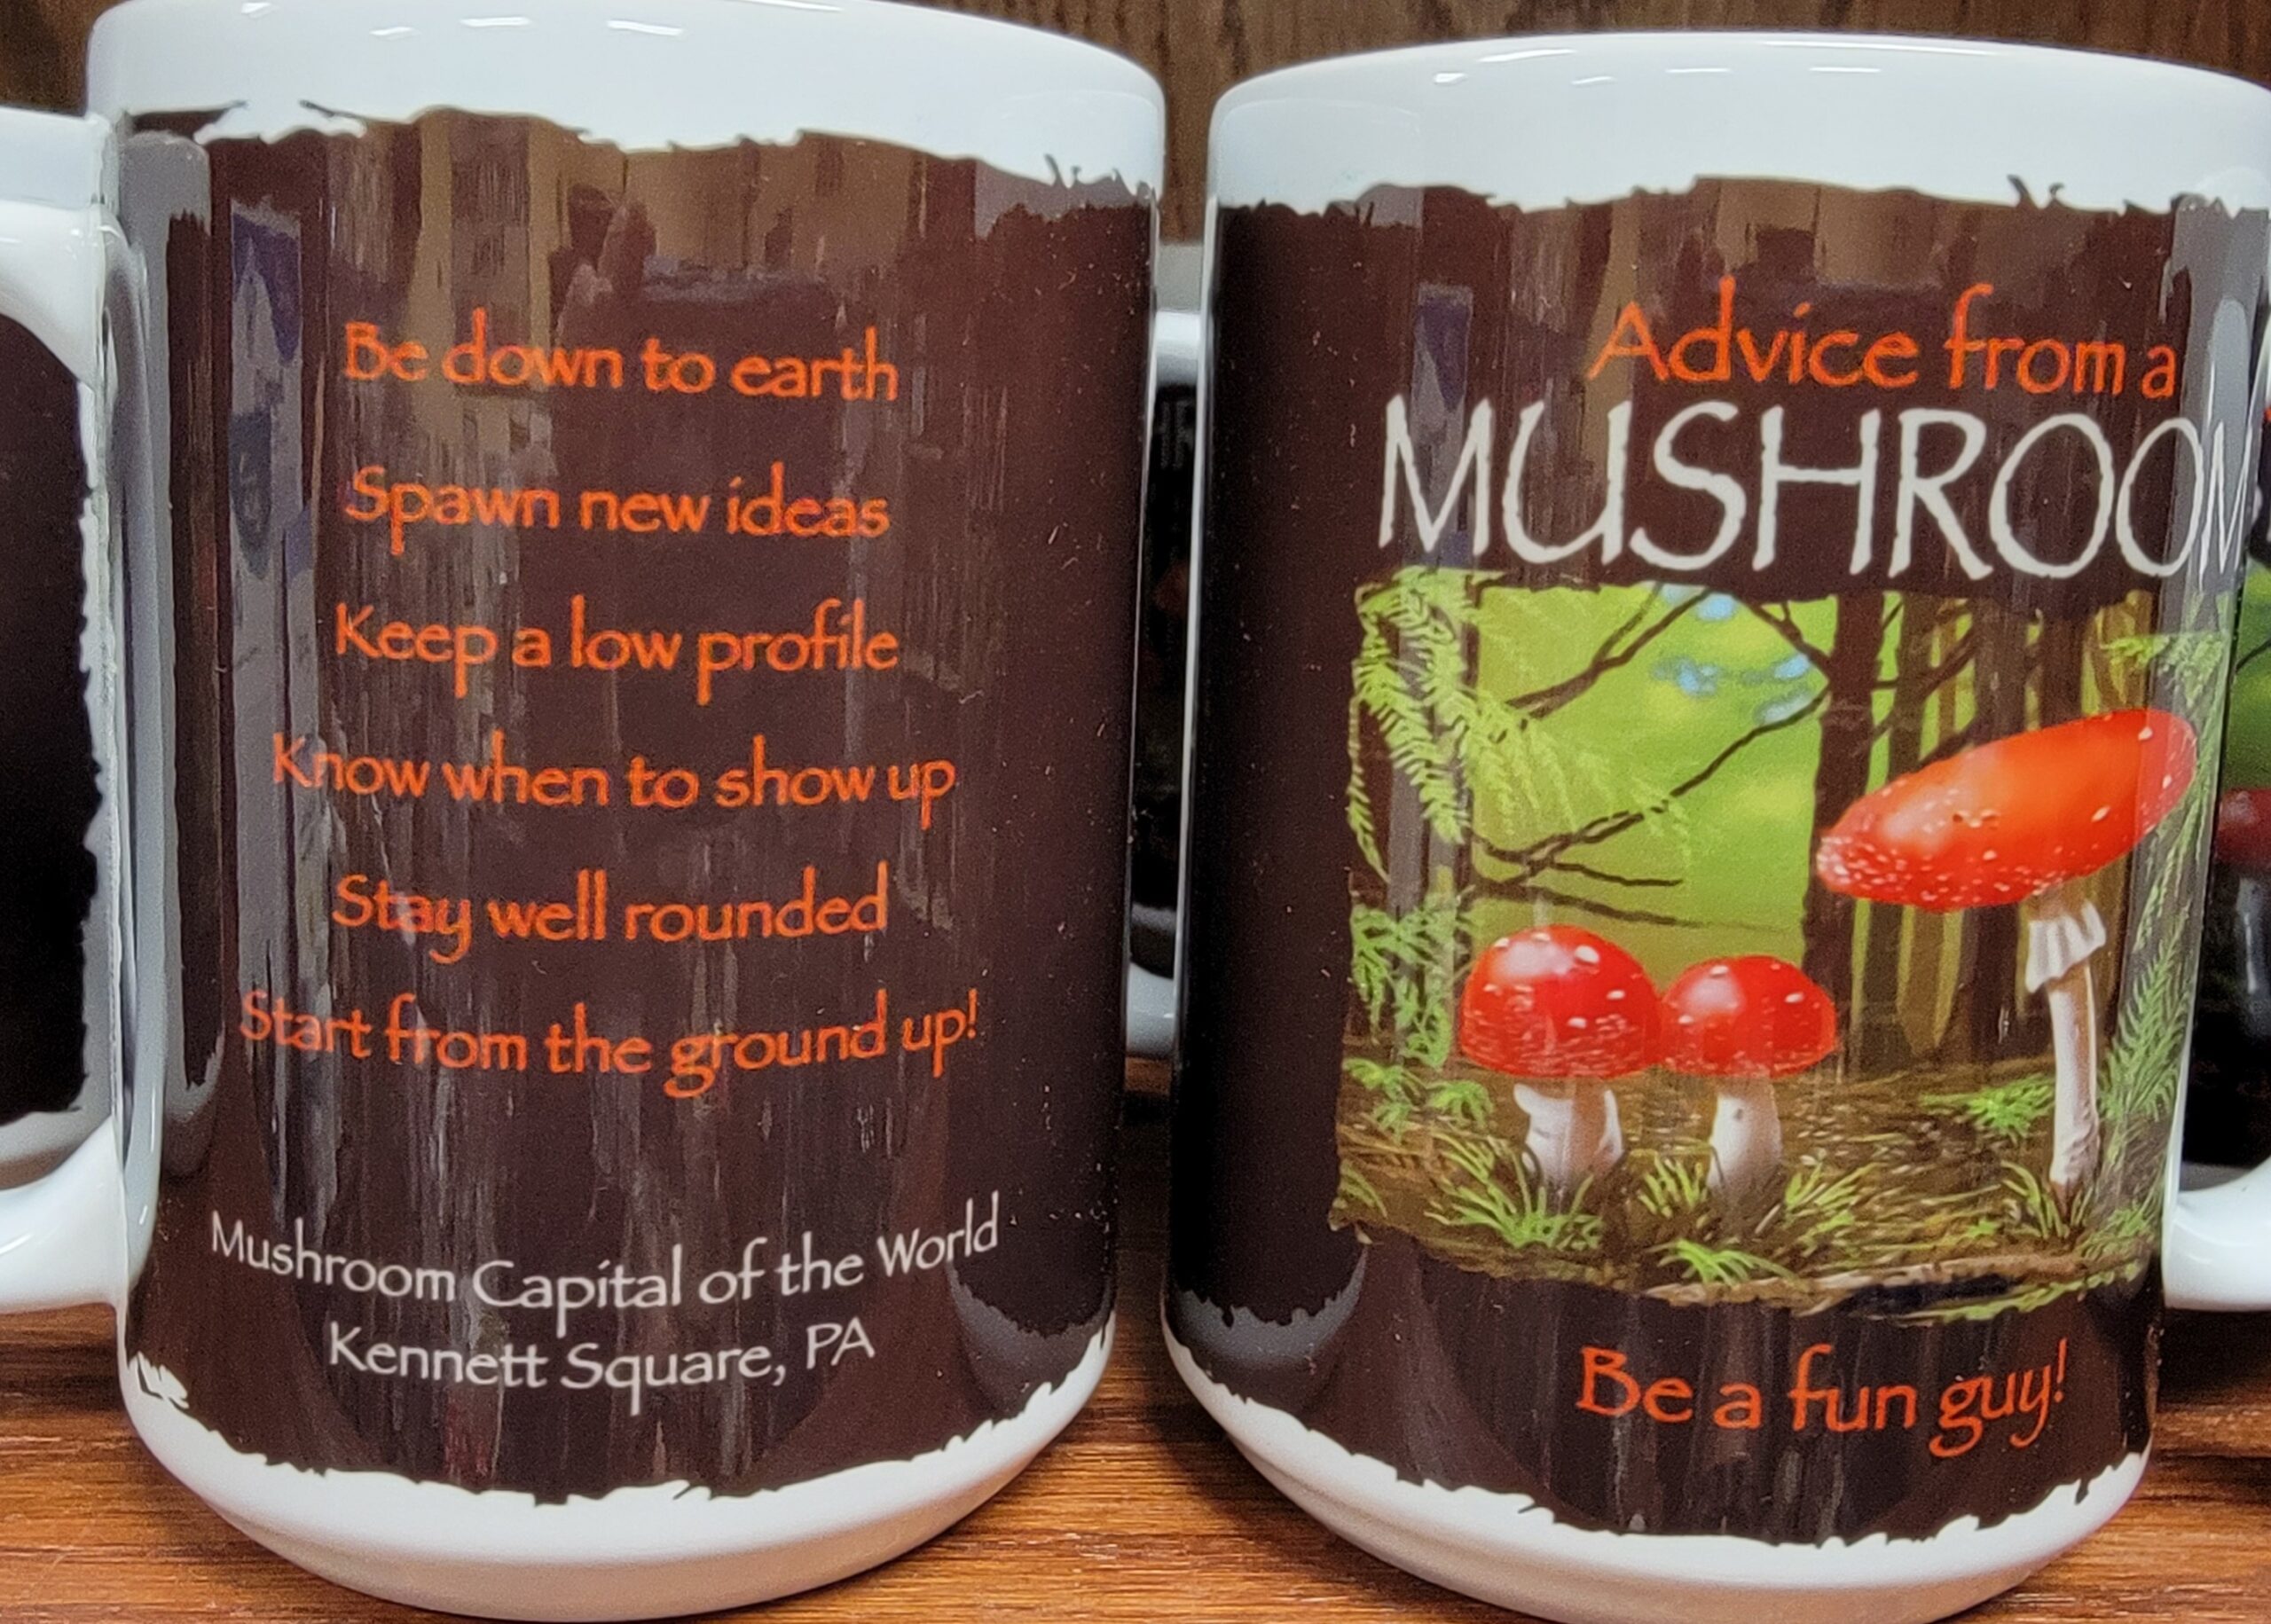 Be down to earth
Spawn new ideas
Keep a low profile
Know when to show up
Stay well rounded
Start from the ground up!
Mushroom Capital of the World
Kennett Square, PA
Advice from a
MUSHROOM
Be a fun guy!